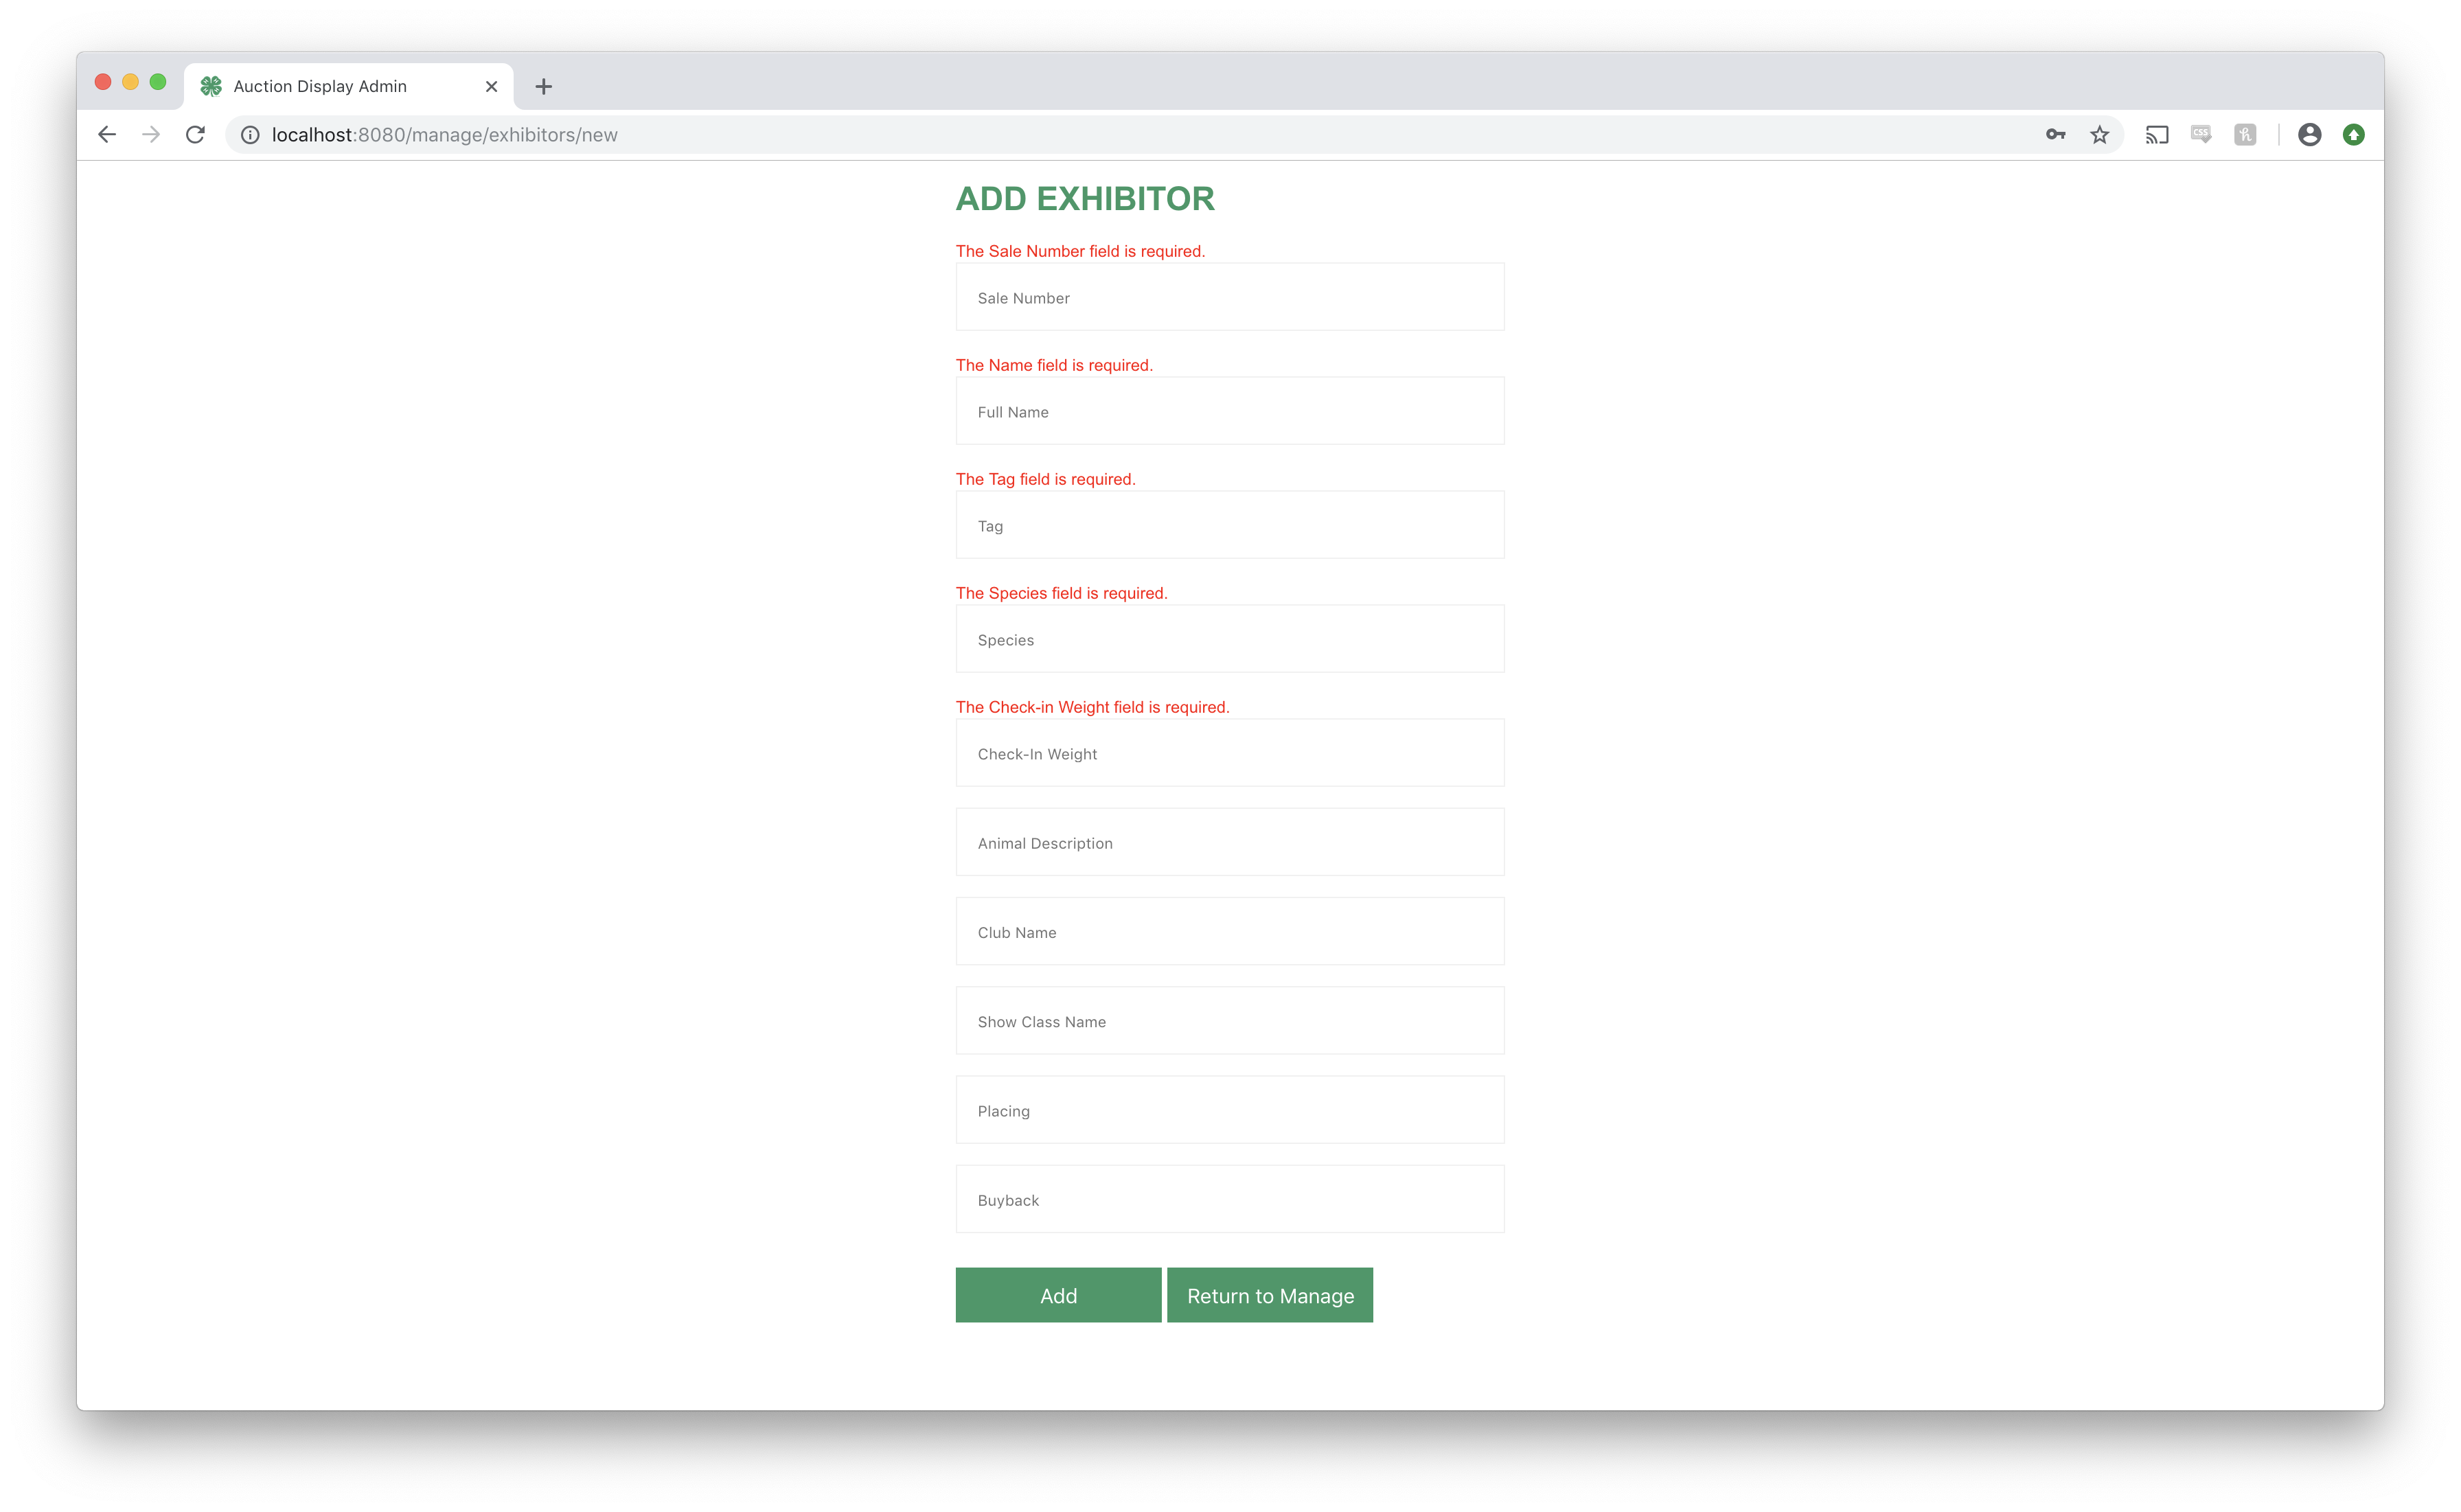 Auction Display Admin
localhost:8080/manage/exhibitors/new
CSS
h
ADD EXHIBITOR
The Sale Number field is required.
Sale Number
The Name field is required.
Full Name
The Tag field is required.
Tag
The Species field is required.
Species
The Check-in Weight field is required.
Check-In Weight
Animal Description
Club Name
Show Class Name
Placing
Buyback
Add Return to Manage